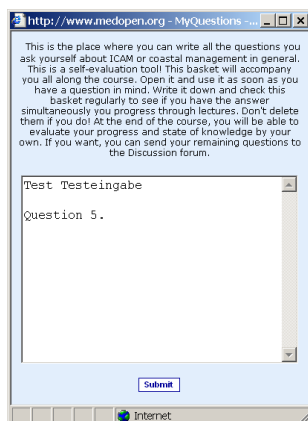 http://www.medopen.org - MyQuestions -...
This is the place where you can write all the questions you
ask yourself about ICAM or coastal management in general.
This is a self-evaluation tool! This basket will accompany
you all along the course. Open it and use it as soon as you
have a question in mind. Write it down and check this
basket regularly to see if you have the answer
simultaneously you progress through lectures. Don't delete
them if you do! At the end of the course, you will be able to
evaluate your progress and state of knowledge by your
own. If you want, you can send your remaining questions to
the Discussion forum.
Test Testeingabe
Question 5.
Submit
Internet